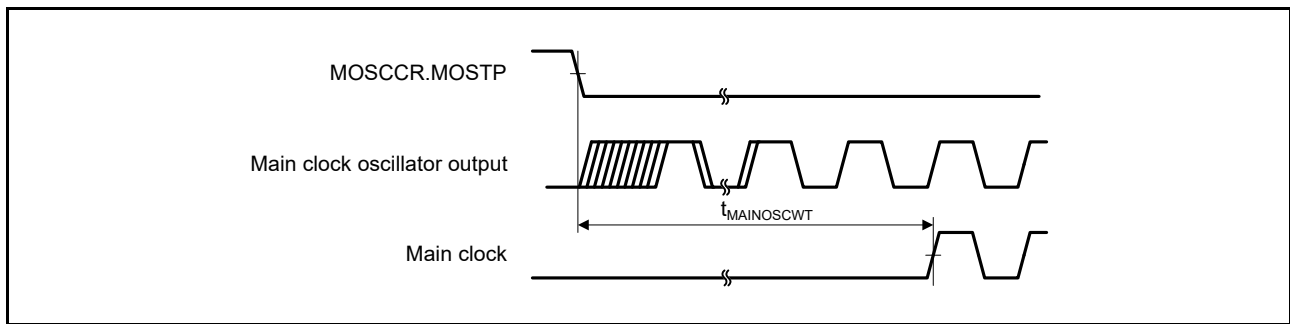 MOSCCR.MOSTP
Main clock oscillator output
tMAINOSCWT
Main clock